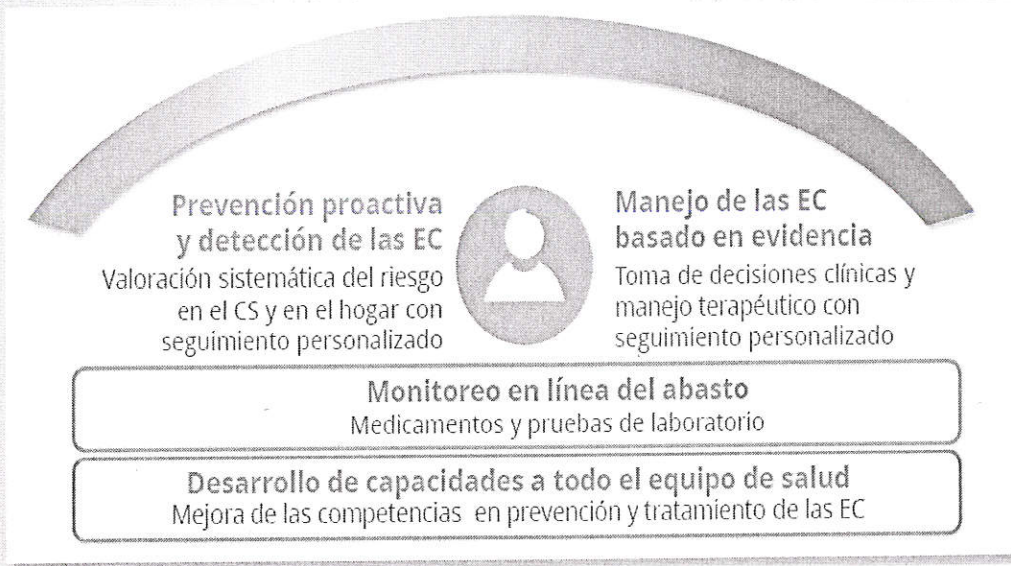 Prevención proactiva
y detección de las EC
Valoración sistemática del riesgo
en el CS y en el hogar con
seguimiento personalizado
Manejo de las EC
basado en evidencia
Toma de decisiones clínicas y
manejo terapéutico con
seguimiento personalizado
Monitoreo en línea del abasto
Medicamentos y pruebas de laboratorio
Desarrollo de capacidades a todo el equipo de salud
Mejora de las competencias en prevención y tratamiento de las EC